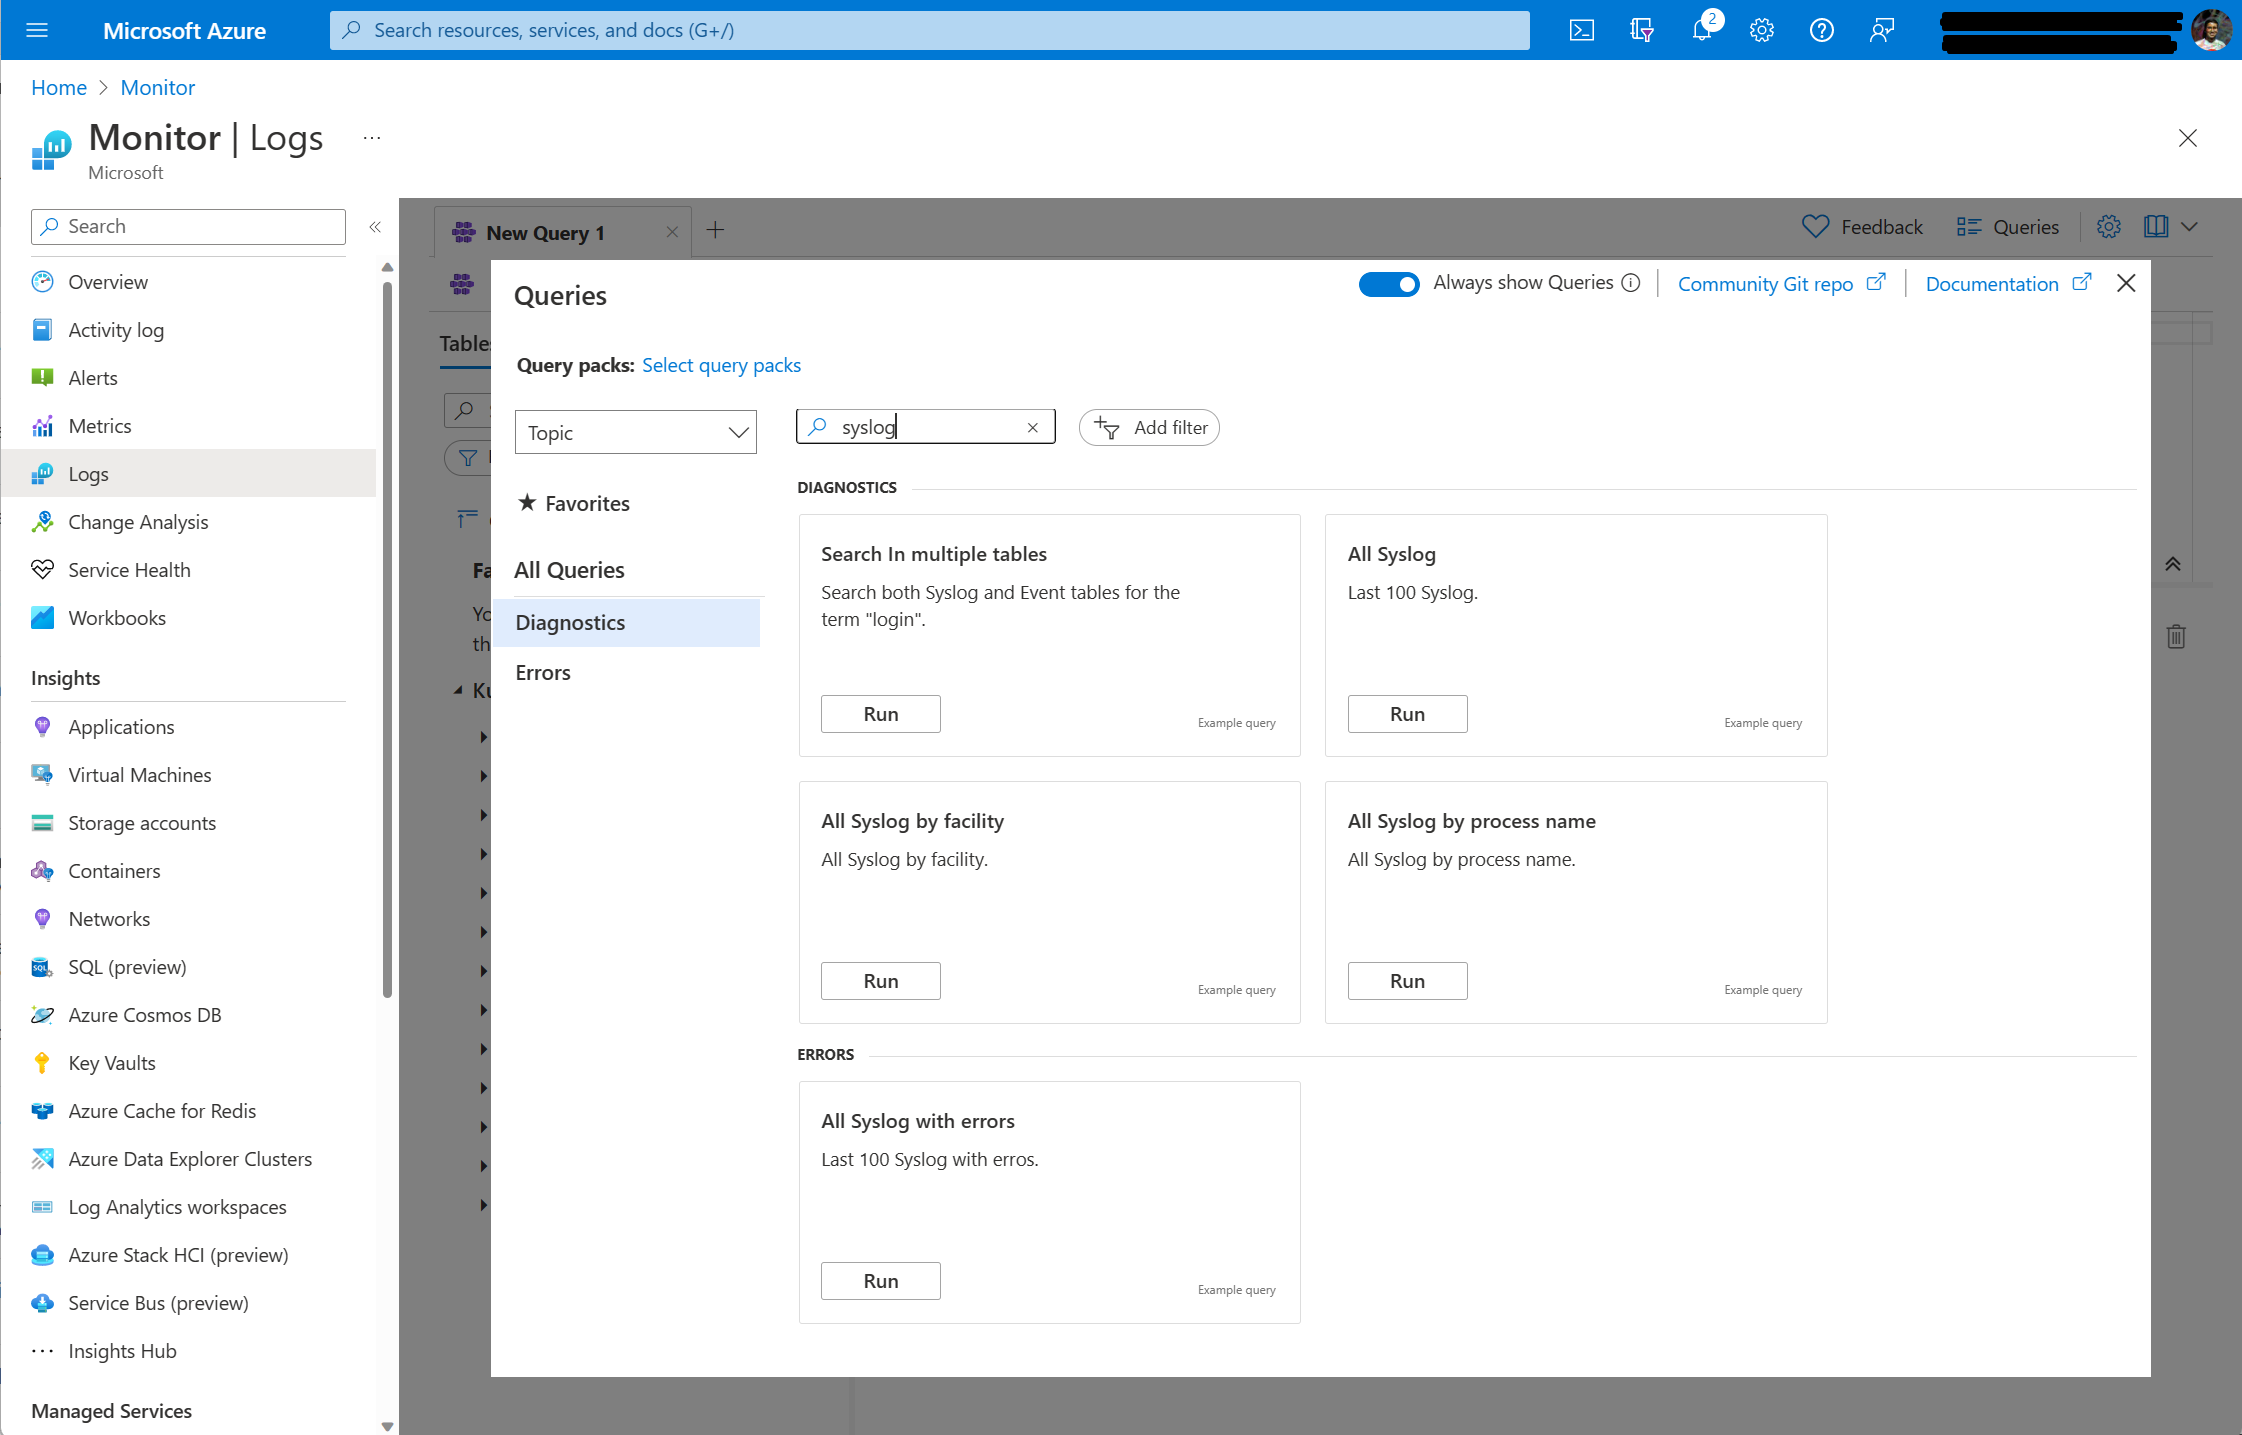 Microsoft Azure
Search resources, services, and docs (G+/)
2
Home > Monitor
Monitor | Logs
...
Microsoft
Search
«
Overview
Activity log
Alerts
Metrics
Logs
Change Analysis
Service Health
Workbooks
Insights
Applications
Virtual Machines
Storage accounts
Containers
Networks
SQL (preview)
Azure Cosmos DB
Key Vaults
Azure Cache for Redis
Azure Data Explorer Clusters
Log Analytics workspaces
Azure Stack HCI (preview)
Service Bus (preview)
Insights Hub
Managed Services
New Query 1
Feedback
Queries
Tables
Queries
Always show Queries
Community Git repo
Documentation
Query packs: Select query packs
Topic
syslog
Add filter
★ Favorites
All Queries
Diagnostics
Errors
DIAGNOSTICS
Search In multiple tables
Search both Syslog and Event tables for the
term "login".
Run
Example query
All Syslog
Last 100 Syslog.
Run
Example query
All Syslog by facility
All Syslog by facility.
Run
Example query
All Syslog by process name
All Syslog by process name.
Run
Example query
ERRORS
All Syslog with errors
Last 100 Syslog with erros.
Run
Example query